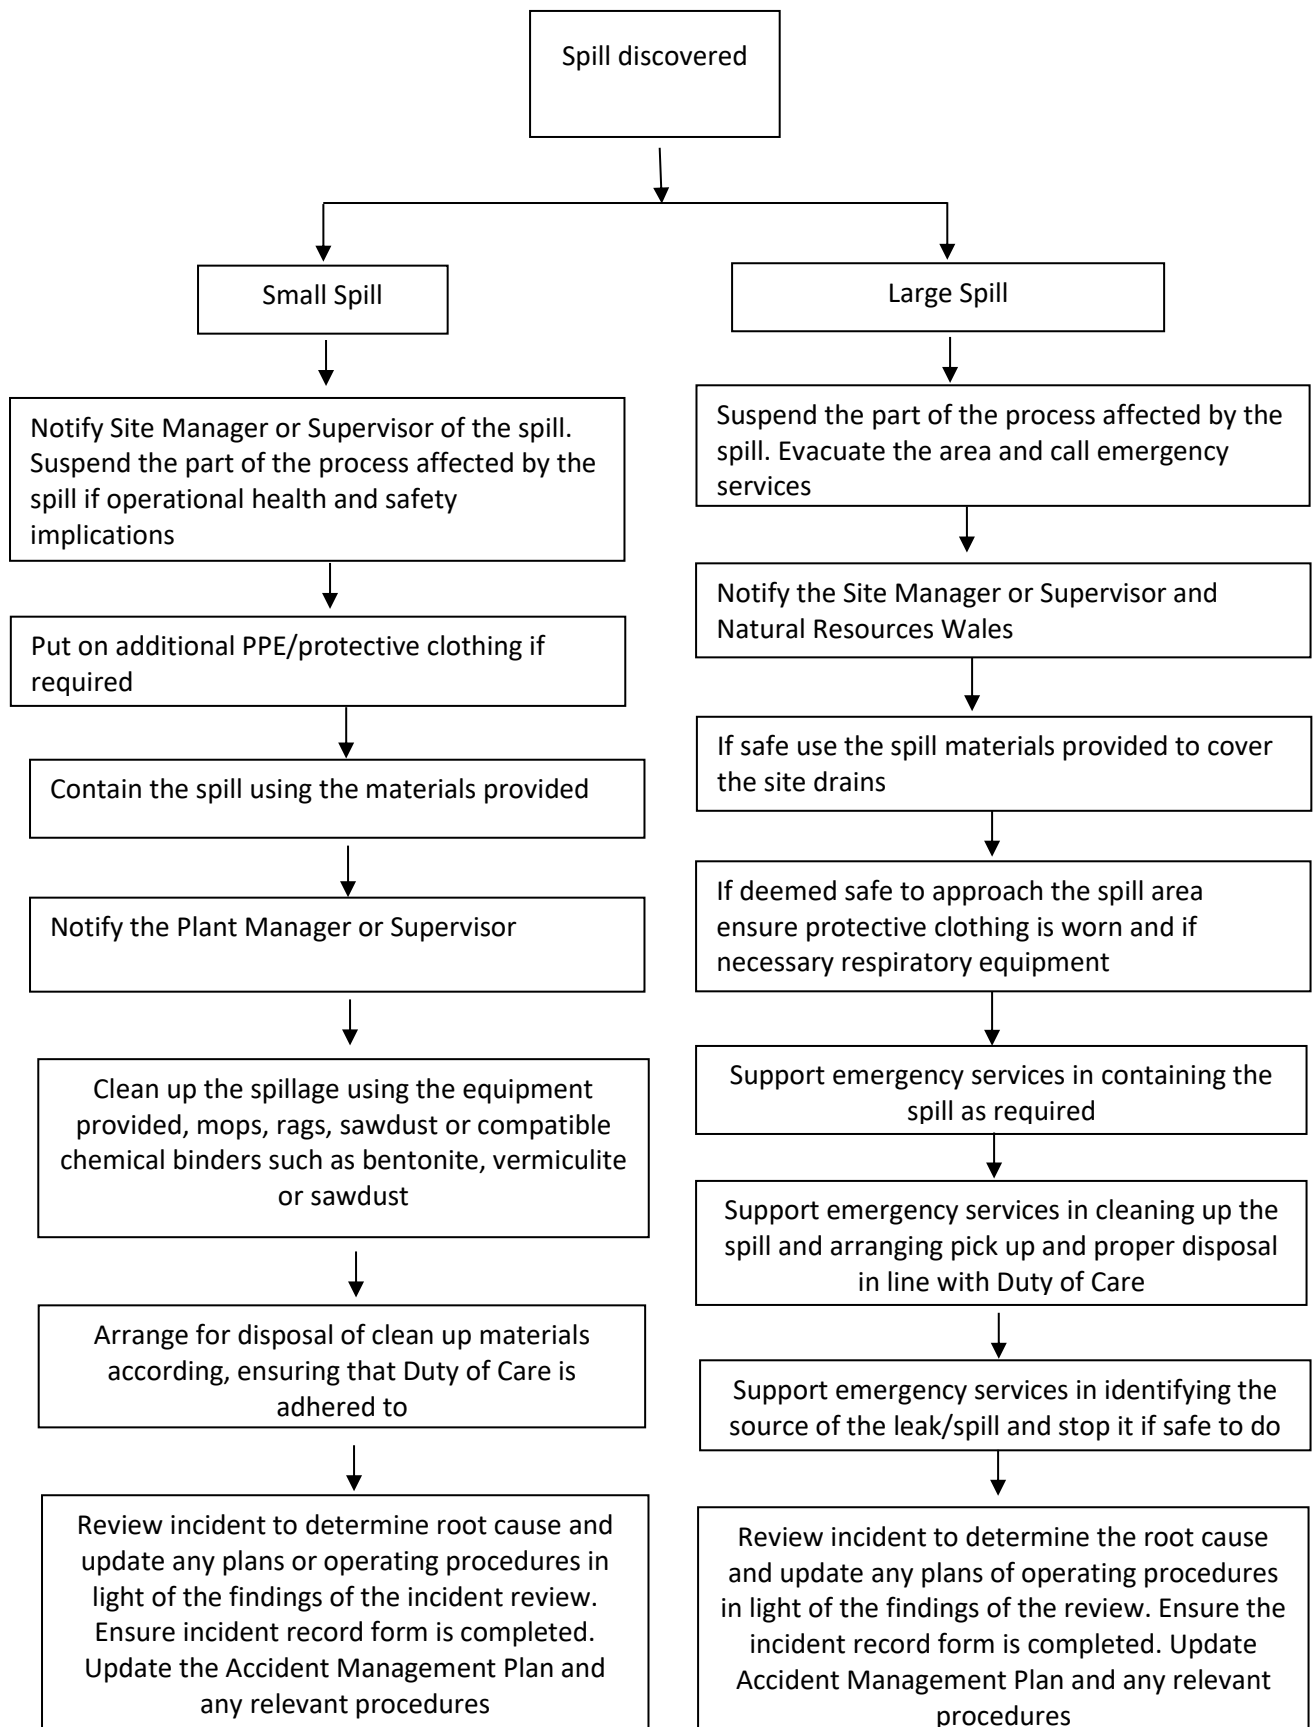 Spill discovered
Small Spill
Large Spill
Notify Site Manager or Supervisor of the spill.
Suspend the part of the process affected by the
spill if operational health and safety
implications
Put on additional PPE/protective clothing if
required
Contain the spill using the materials provided
Notify the Plant Manager or Supervisor
Clean up the spillage using the equipment
provided, mops, rags, sawdust or compatible
chemical binders such as bentonite, vermiculite
or sawdust
Arrange for disposal of clean up materials
according, ensuring that Duty of Care is
adhered to
Review incident to determine root cause and
update any plans or operating procedures in
light of the findings of the incident review.
Ensure incident record form is completed.
Update the Accident Management Plan and
any relevant procedures
Suspend the part of the process affected by the
spill. Evacuate the area and call emergency
services
Notify the Site Manager or Supervisor and
Natural Resources Wales
If safe use the spill materials provided to cover
the site drains
If deemed safe to approach the spill area
ensure protective clothing is worn and if
necessary respiratory equipment
Support emergency services in containing the
spill as required
Support emergency services in cleaning up the
spill and arranging pick up and proper disposal
in line with Duty of Care
Support emergency services in identifying the
source of the leak/spill and stop it if safe to do
Review incident to determine the root cause
and update any plans of operating procedures
in light of the findings of the review. Ensure the
incident record form is completed. Update
Accident Management Plan and any relevant
procedures